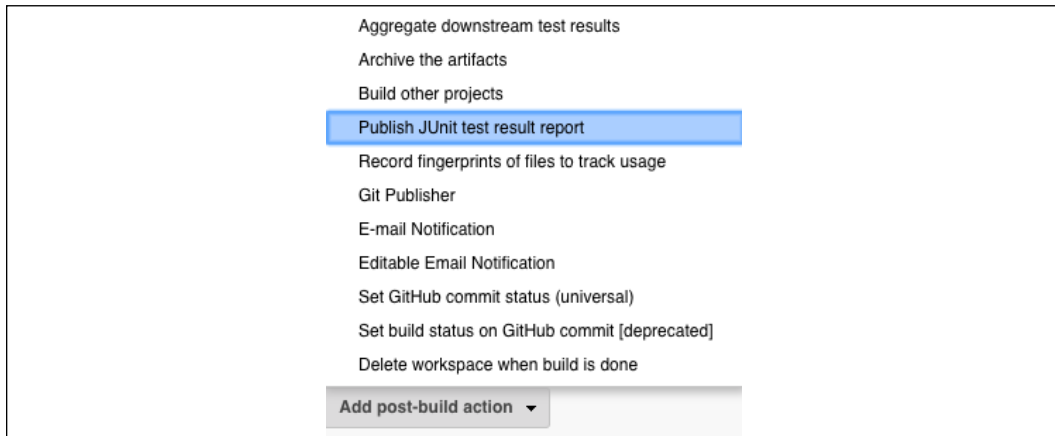 Aggregate downstream test results
Archive the artifacts
Build other projects
Publish JUnit test result report
Record fingerprints of files to track usage
Git Publisher
E-mail Notification
Editable Email Notification
Set GitHub commit status (universal)
Set build status on GitHub commit [deprecated]
Delete workspace when build is done
Add post-build action